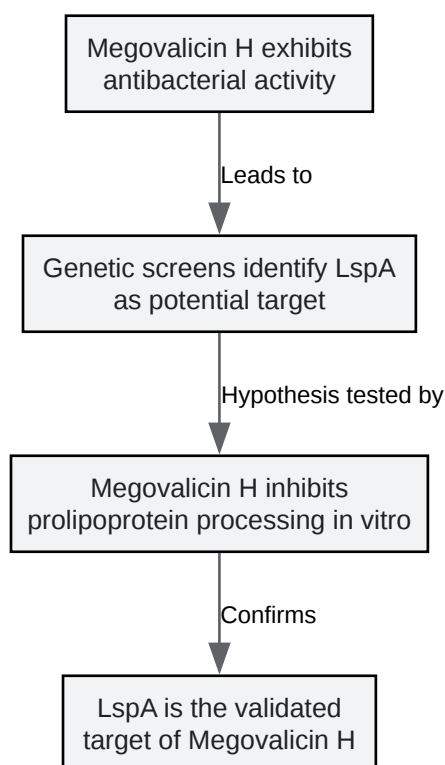 Megovalicin H exhibits
antibacterial activity
Leads to
Genetic screens identify LspA
as potential target
Hypothesis tested by
Megovalicin H inhibits
prolipoprotein processing in vitro
Confirms
LspA is the validated
target of Megovalicin H